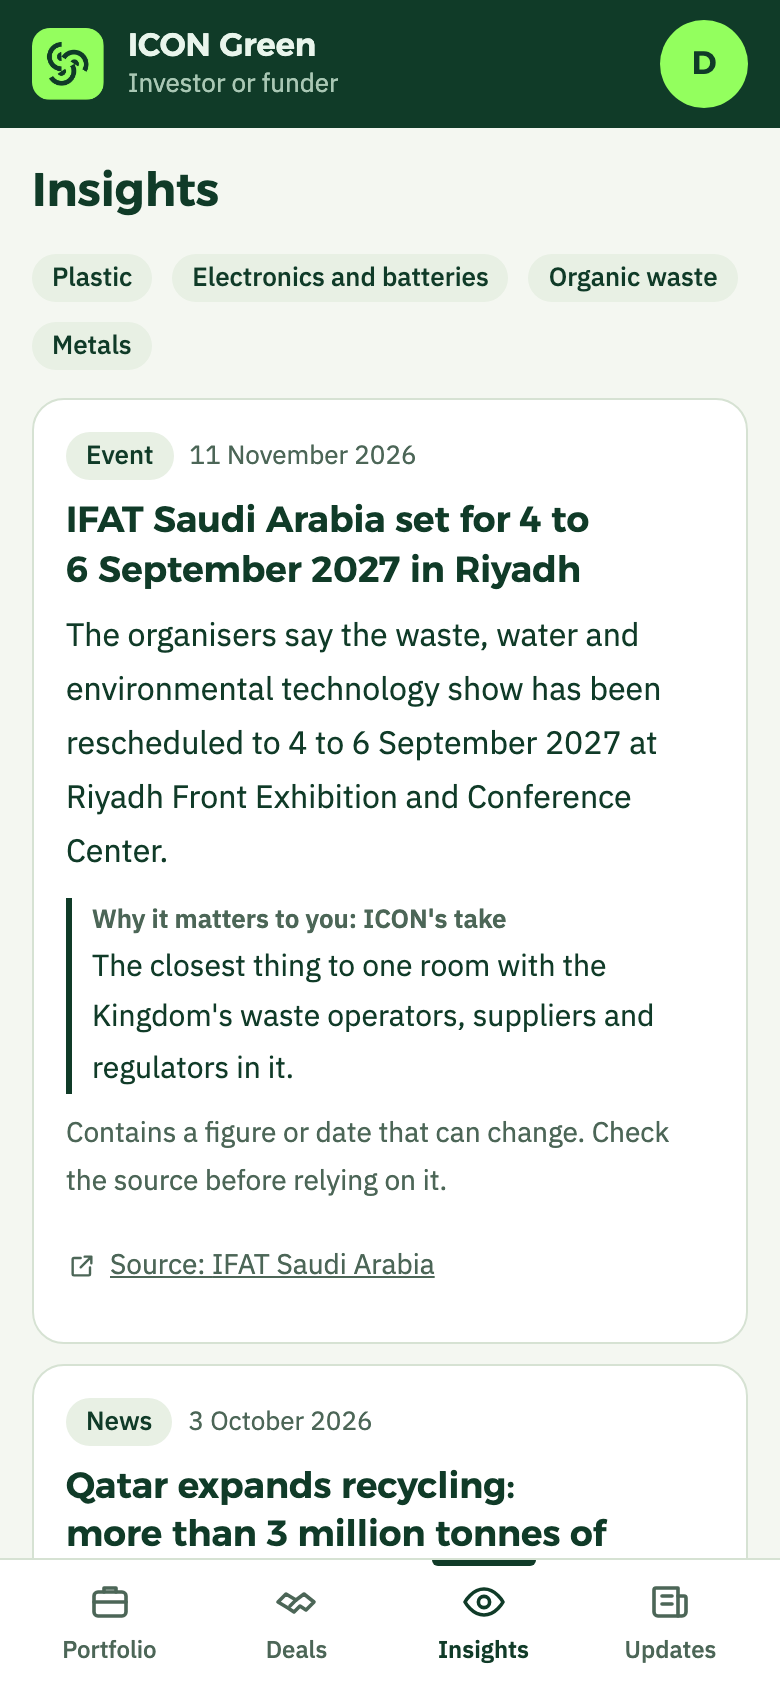 ICON Green
Investor or funder
D
Insights
Plastic
Electronics and batteries
Organic waste
Metals
Event
11 November 2026
IFAT Saudi Arabia set for 4 to
6 September 2027 in Riyadh
The organisers say the waste, water and
environmental technology show has been
rescheduled to 4 to 6 September 2027 at
Riyadh Front Exhibition and Conference
Center.
Why it matters to you: ICON's take
The closest thing to one room with the
Kingdom's waste operators, suppliers and
regulators in it.
Contains a figure or date that can change. Check
the source before relying on it.
Source: IFAT Saudi Arabia
News
3 October 2026
Qatar expands recycling:
more than 3 million tonnes of
Portfolio
Deals
Insights
Updates